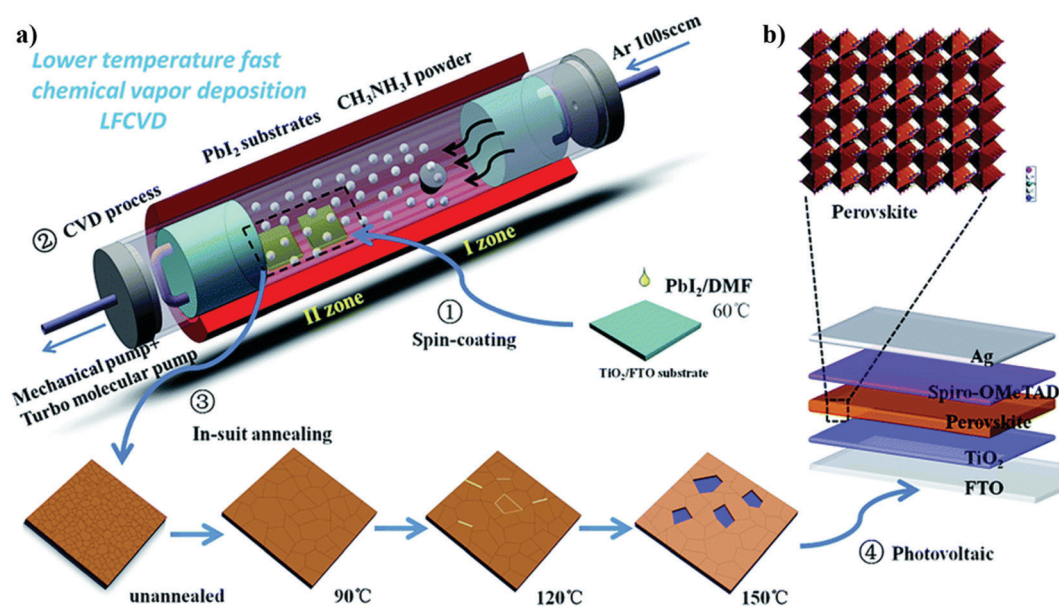 a)
Lower temperature fast
chemical vapor deposition
LFCVD
Ar 100sccm
CH₃NH₃I powder
PbI₂ substrates
② CVD process
I zone
II zone
Mechanical pump+
Turbo molecular pump
①
Spin-coating
PbI₂/DMF
60℃
TiO₂/FTO substrate
③
In-suit annealing
unannealed
90℃
120℃
150℃
④ Photovoltaic
b)
Perovskite
Ag
Spiro-OMeTAD
Perovskite
TiO₂
FTO